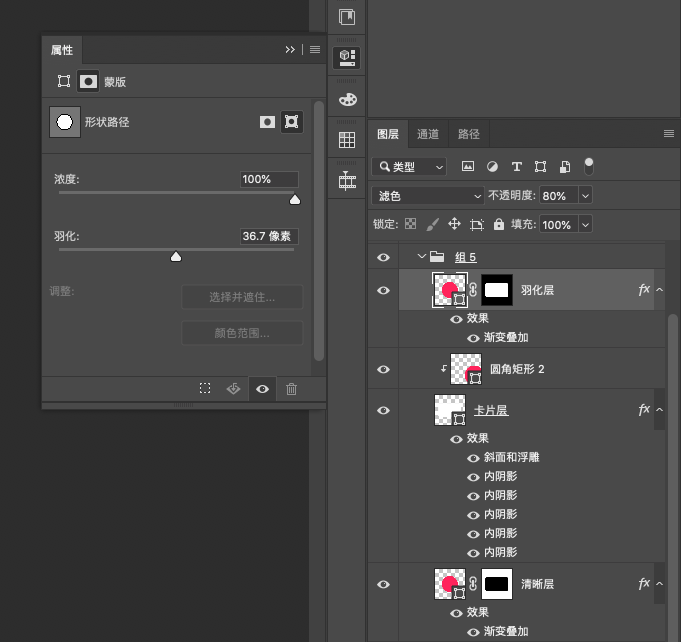 属性
蒙版
形状路径
浓度: 100%
羽化: 36.7 像素
调整: 选择并遮住...
颜色范围...
图层 通道 路径
类型
滤色 不透明度: 80%
锁定: 填充: 100%
组 5
羽化层 fx
效果
渐变叠加
圆角矩形 2
卡片层 fx
效果
斜面和浮雕
内阴影
内阴影
内阴影
内阴影
内阴影
清晰层 fx
效果
渐变叠加